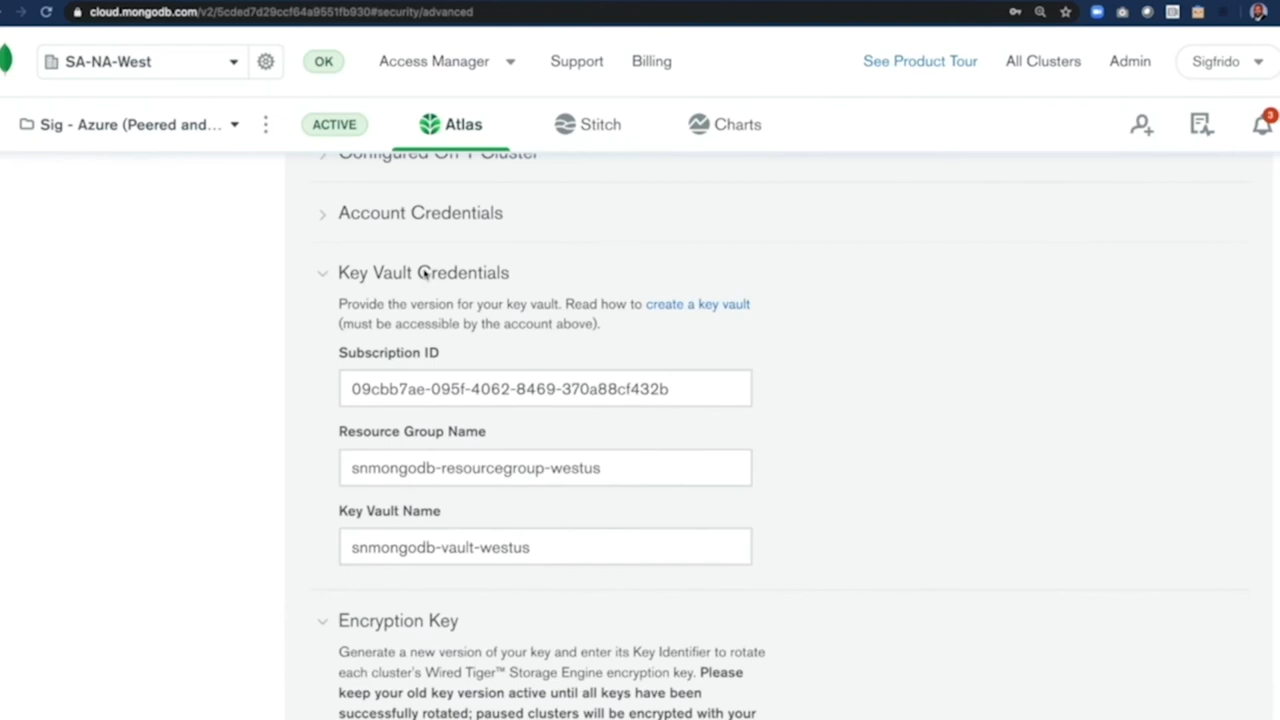 cloud.mongodb.com/v2/5cded7d29ccf64a9551fb930#security/advanced
SA-NA-West
OK
Access Manager
Support
Billing
See Product Tour
All Clusters
Admin
Sigfrido
Sig - Azure (Peered and...
ACTIVE
Atlas
Stitch
Charts
3
Account Credentials
Key Vault Credentials
Provide the version for your key vault. Read how to create a key vault
(must be accessible by the account above).
Subscription ID
09cbb7ae-095f-4062-8469-370a88cf432b
Resource Group Name
snmongodb-resourcegroup-westus
Key Vault Name
snmongodb-vault-westus
Encryption Key
Generate a new version of your key and enter its Key Identifier to rotate
each cluster's Wired Tiger™ Storage Engine encryption key. Please
keep your old key version active until all keys have been
successfully rotated; paused clusters will be encrypted with your